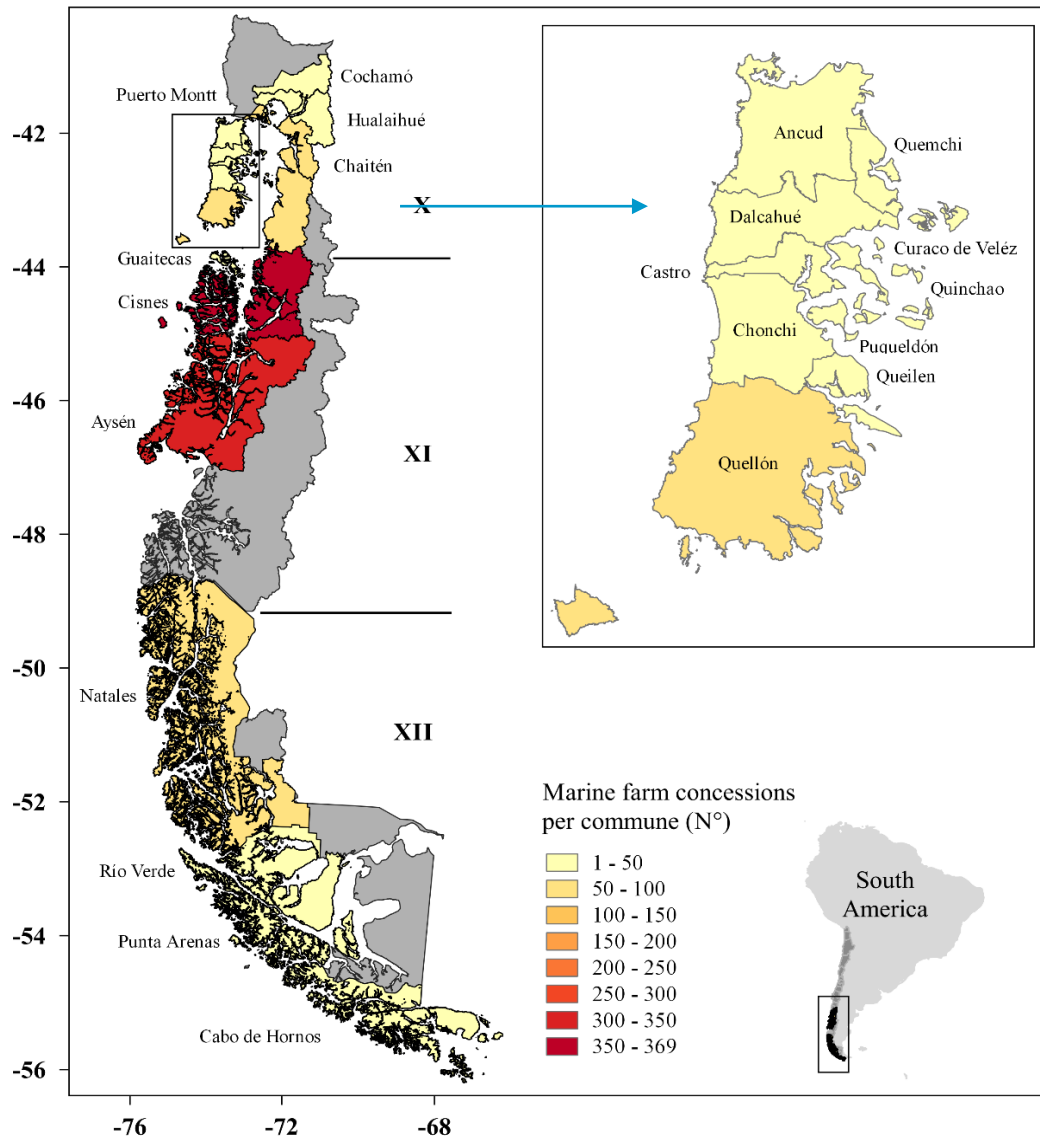 Cochamó
Puerto Montt
-42
Hualaihué
Chaitén
X
Guaitecas
-44
Cisnes
-46
Aysén
XI
-48
-50
Natales
XII
-52
Río Verde
-54
Punta Arenas
Cabo de Hornos
-56
-76
-72
-68
Ancud
Quemchi
Dalcahué
Curaco de Veléz
Castro
Quinchao
Chonchi
Puqueldón
Queilen
Quellón
Marine farm concessions
per commune (N°)
1 - 50
50 - 100
100 - 150
150 - 200
200 - 250
250 - 300
300 - 350
350 - 369
South
America